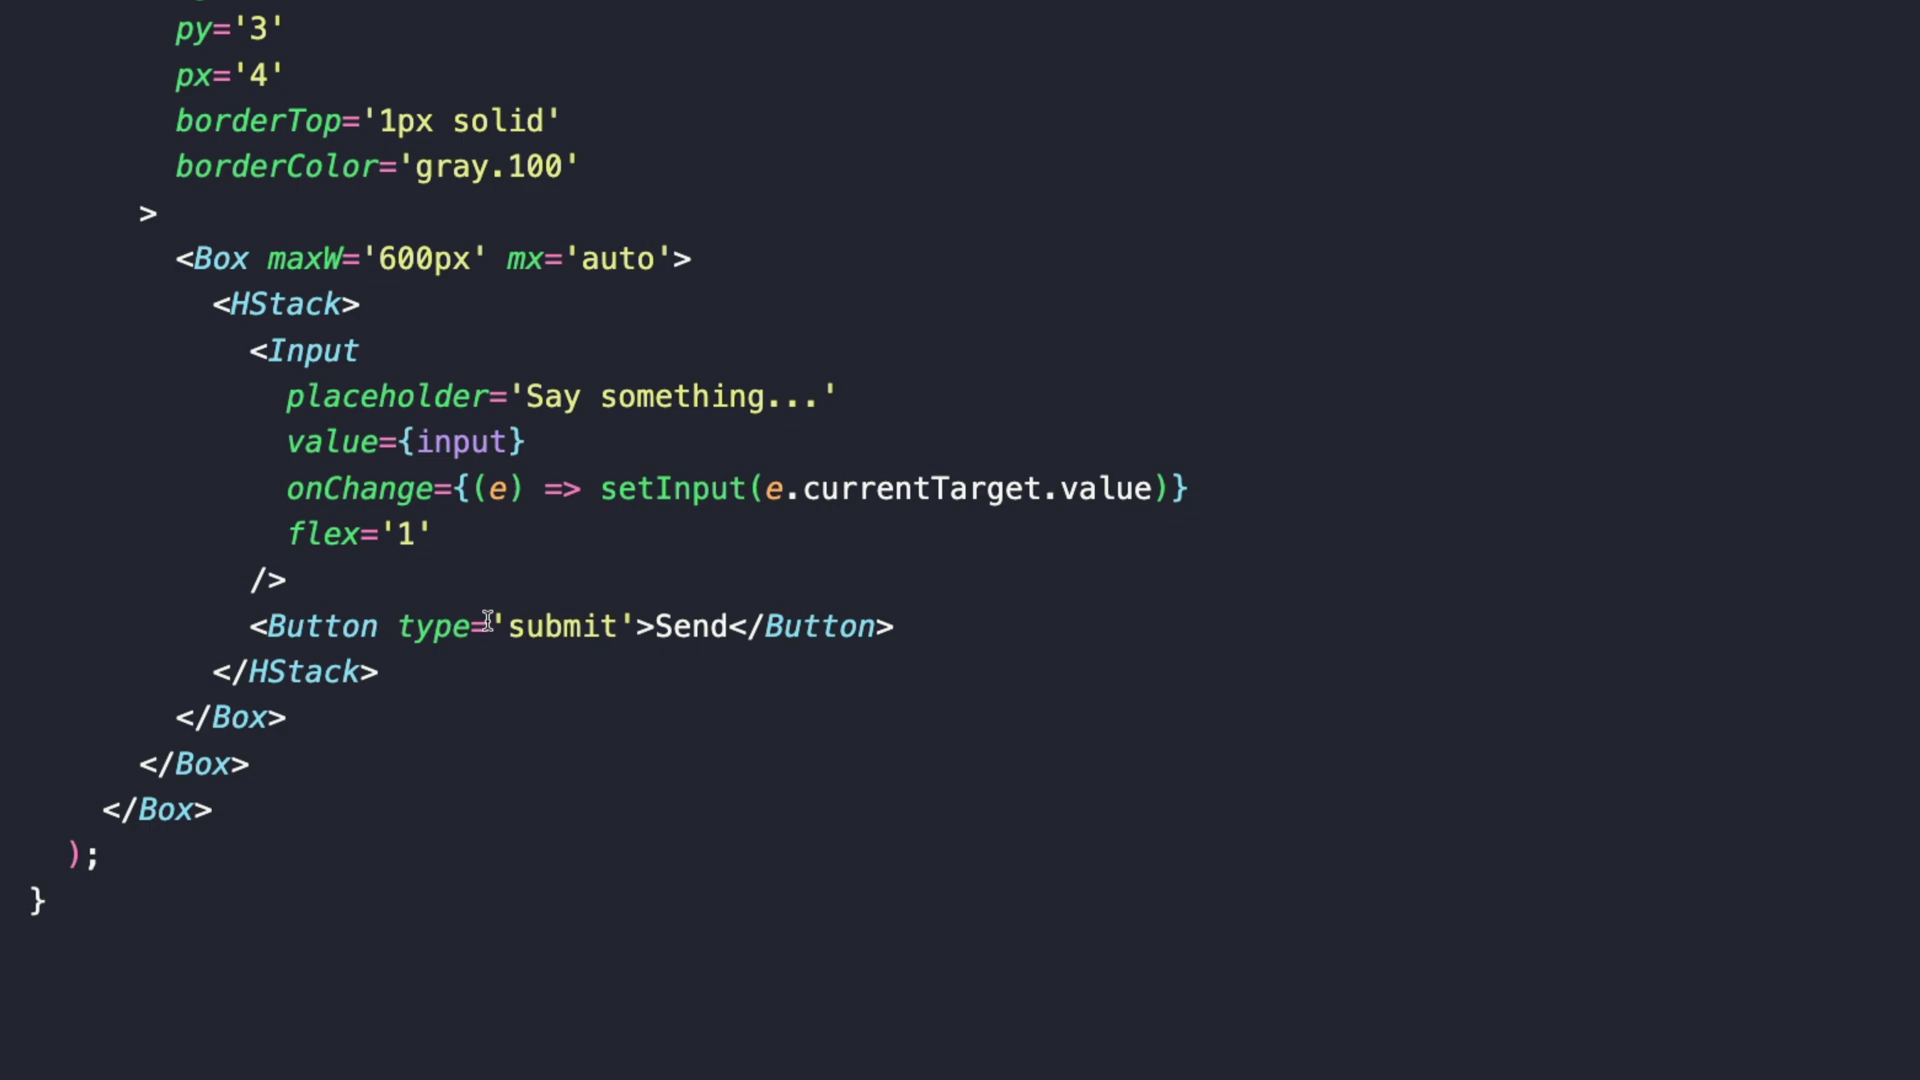 py='3'
px='4'
borderTop='1px solid'
borderColor='gray.100'
>
<Box maxW='600px' mx='auto'>
<HStack>
<Input
placeholder='Say something...'
value={input}
onChange={(e) => setInput(e.currentTarget.value)}
flex='1'
/>
<Button type='submit'>Send</Button>
</HStack>
</Box>
</Box>
</Box>
);
}